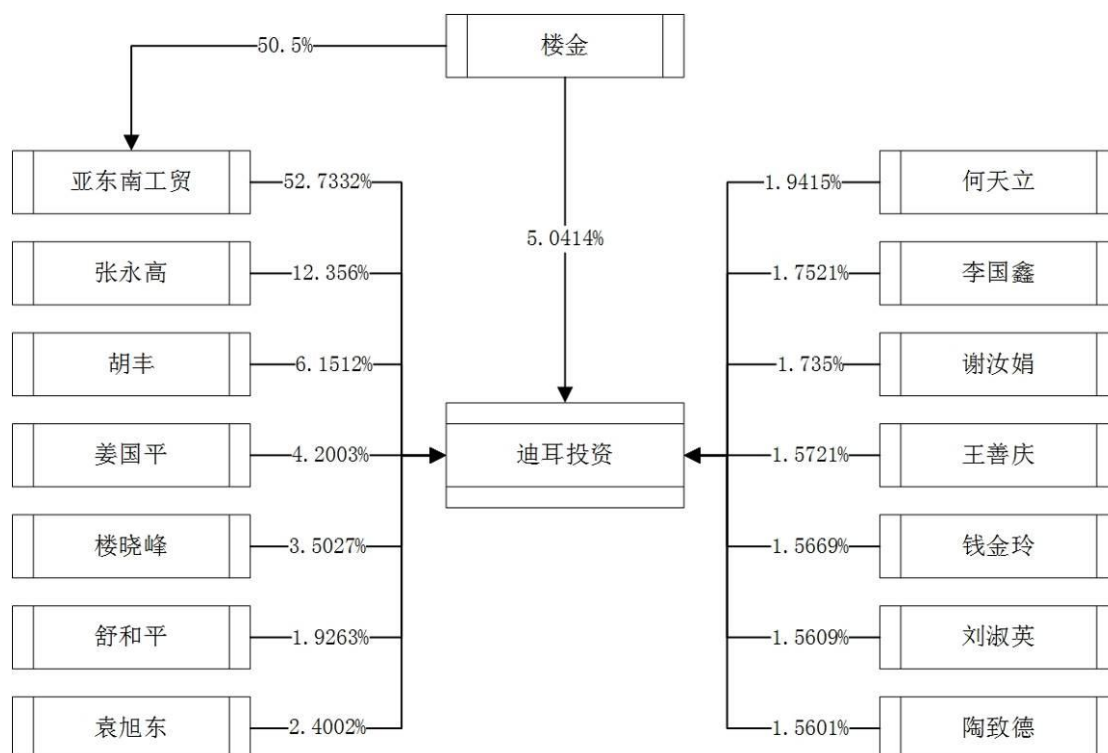 楼金
50.5%
亚东南工贸
52.7332%
1.9415%
何天立
5.0414%
张永高
12.356%
1.7521%
李国鑫
胡丰
6.1512%
1.735%
谢汝娟
姜国平
4.2003%
迪耳投资
1.5721%
王善庆
楼晓峰
3.5027%
1.5669%
钱金玲
舒和平
1.9263%
1.5609%
刘淑英
袁旭东
2.4002%
1.5601%
陶致德